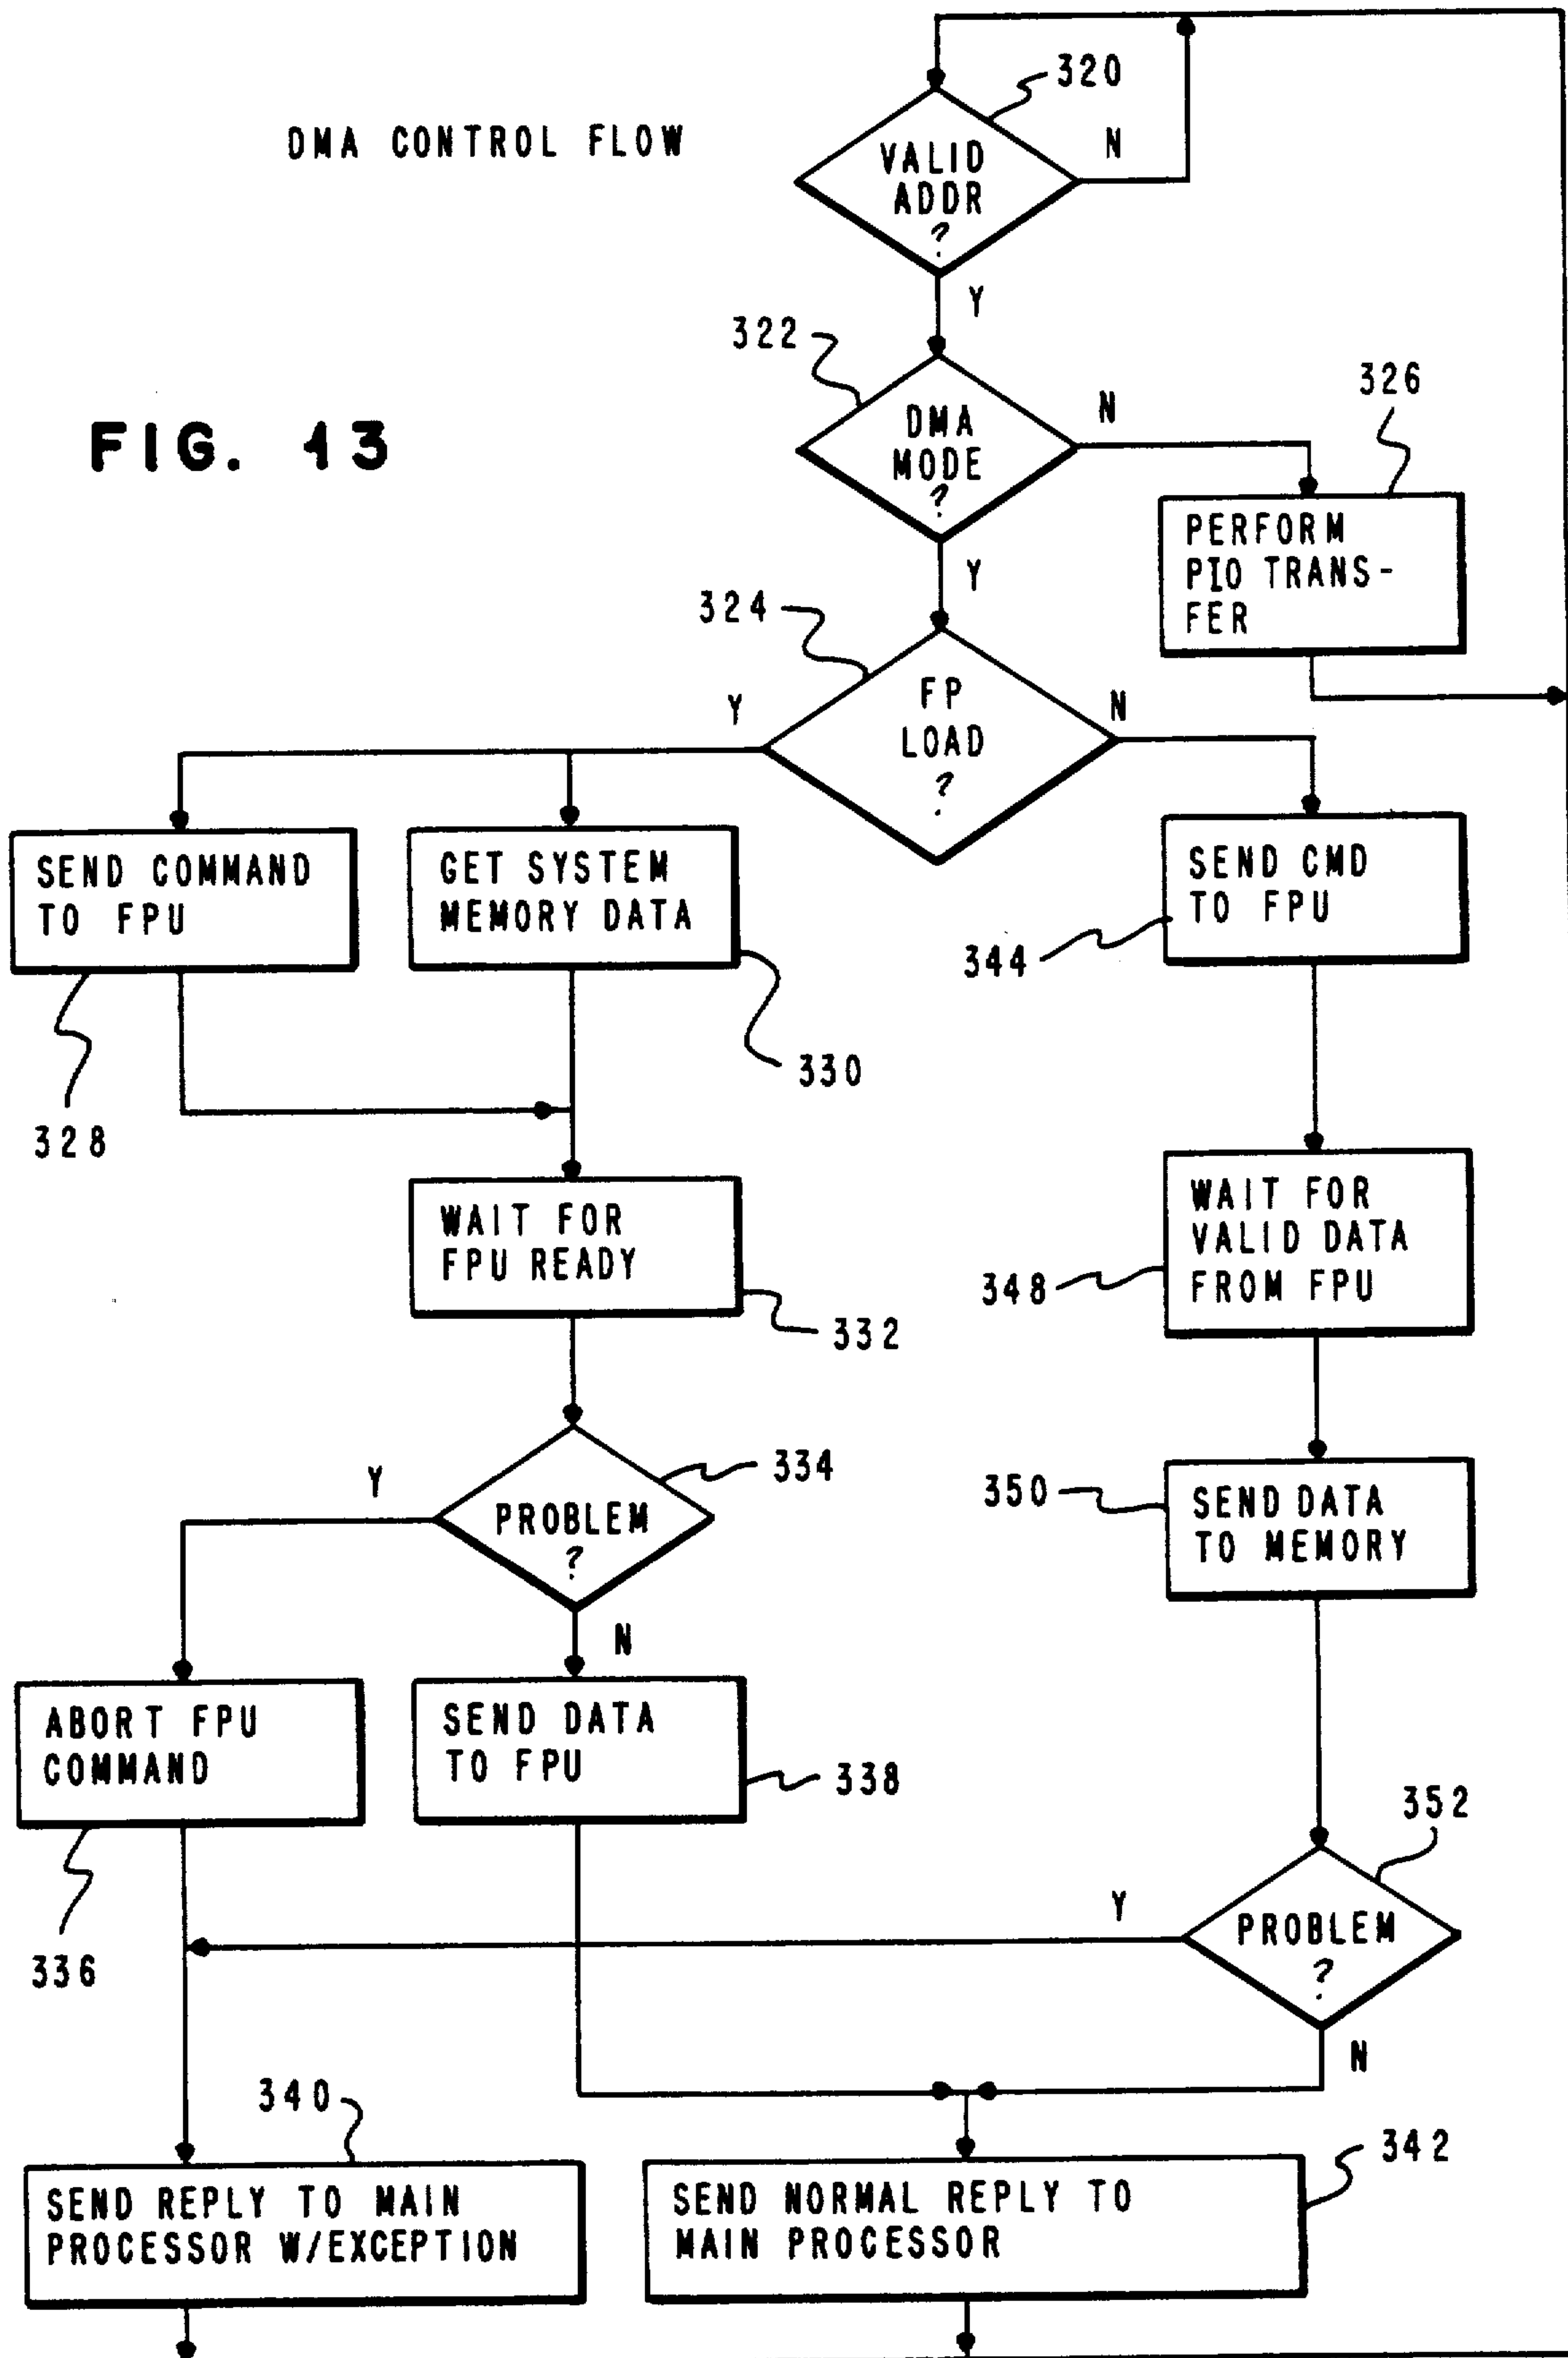 320
DMA CONTROL FLOW
N
VALID
ADDR
?
Y
322
326
FIG. 13
DMA
MODE
?
N
PERFORM
PIO TRANS-
FER
Y
324
FP
LOAD
?
Y
N
SEND COMMAND
TO FPU
GET SYSTEM
MEMORY DATA
SEND CMD
TO FPU
344
330
328
WAIT FOR
FPU READY
WAIT FOR
VALID DATA
FROM FPU
348
332
334
Y
PROBLEM
?
350
SEND DATA
TO MEMORY
N
ABORT FPU
COMMAND
SEND DATA
TO FPU
338
352
Y
PROBLEM
?
336
N
340
342
SEND REPLY TO MAIN
PROCESSOR W/EXCEPTION
SEND NORMAL REPLY TO
MAIN PROCESSOR